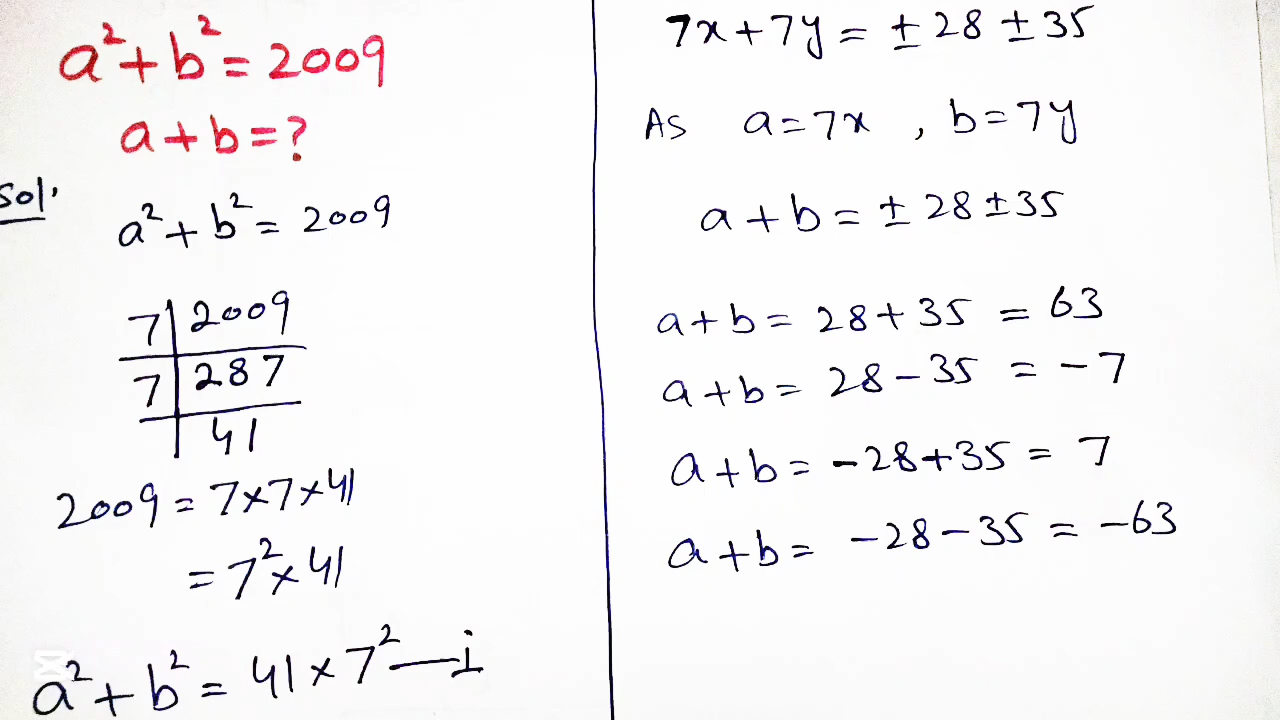 a²+b²=2009
a+b=?
Sol.
a²+b²=2009
7|2009
7|287
41
2009=7×7×41
=7²×41
a²+b²=41×7²—i
7x+7y=±28±35
As a=7x, b=7y
a+b=±28±35
a+b=28+35=63
a+b=28-35=-7
a+b=-28+35=7
a+b=-28-35=-63